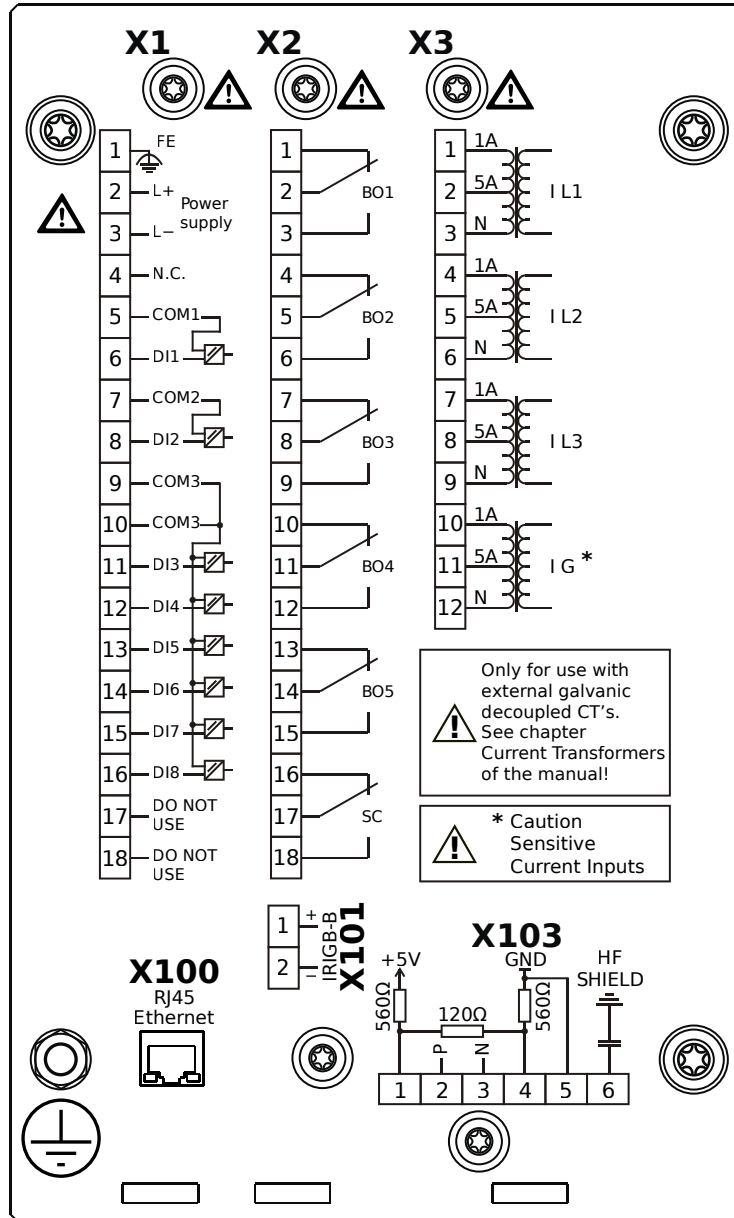 X1 X2 X3
1 FE
2 L+
Power
supply
3 L−
4 N.C.
5 COM1
6 DI1
7 COM2
8 DI2
9 COM3
10 COM3
11 DI3
12 DI4
13 DI5
14 DI6
15 DI7
16 DI8
17 DO NOT
USE
18 DO NOT
USE
1
2 BO1
3
4
5 BO2
6
7
8 BO3
9
10
11 BO4
12
13
14 BO5
15
16
17 SC
18
1 1A
2 5A I L1
3 N
4 1A
5 5A I L2
6 N
7 1A
8 5A I L3
9 N
10 1A
11 5A I G *
12 N
Only for use with
external galvanic
decoupled CT's.
See chapter
Current Transformers
of the manual!
* Caution
Sensitive
Current Inputs
1 +
2 −
IRIGB-B
X101
X100
RJ45
Ethernet
X103
+5V GND HF
SHIELD
560Ω 120Ω 560Ω
P N
1 2 3 4 5 6